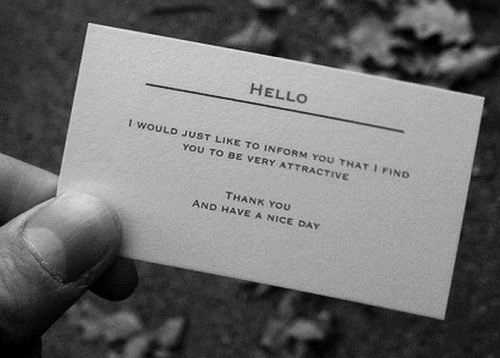 Hello
I would just like to inform you that I find
you to be very attractive
Thank you
And have a nice day